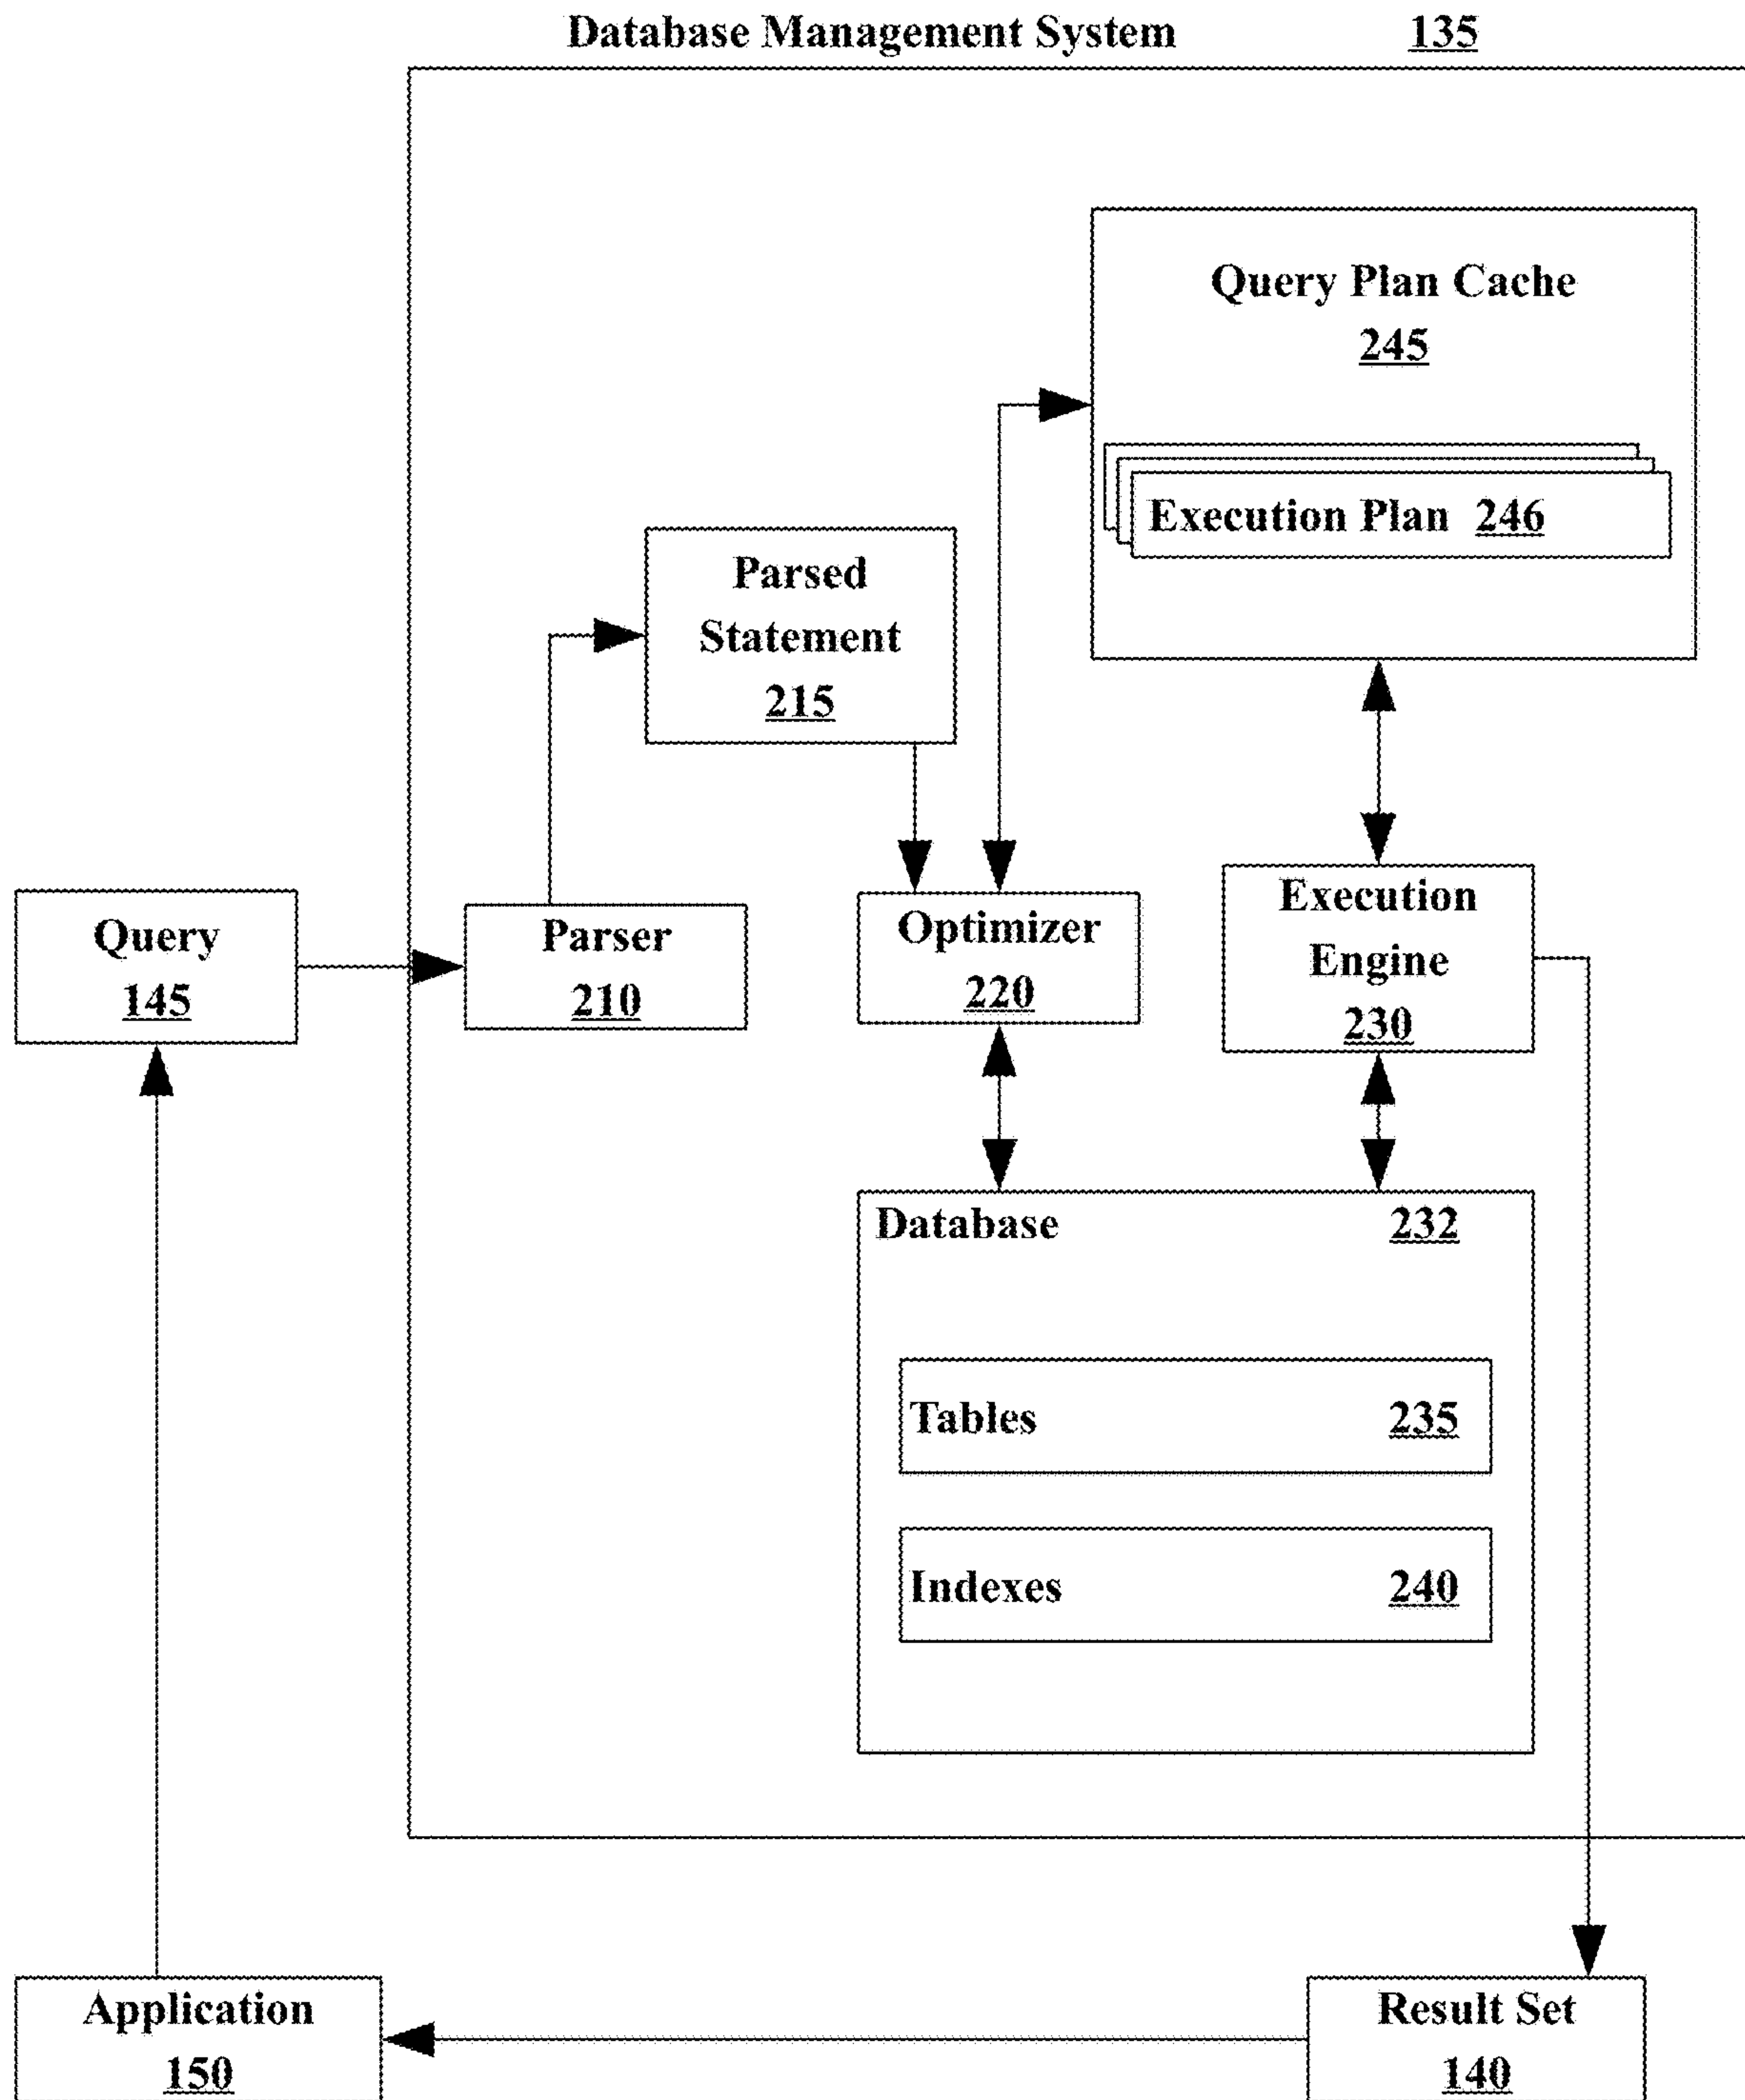 Database Management System 135
Query Plan Cache
245
Execution Plan 246
Parsed
Statement
215
Query
145
Parser
210
Optimizer
220
Execution
Engine
230
Database 232
Tables 235
Indexes 240
Application
150
Result Set
140